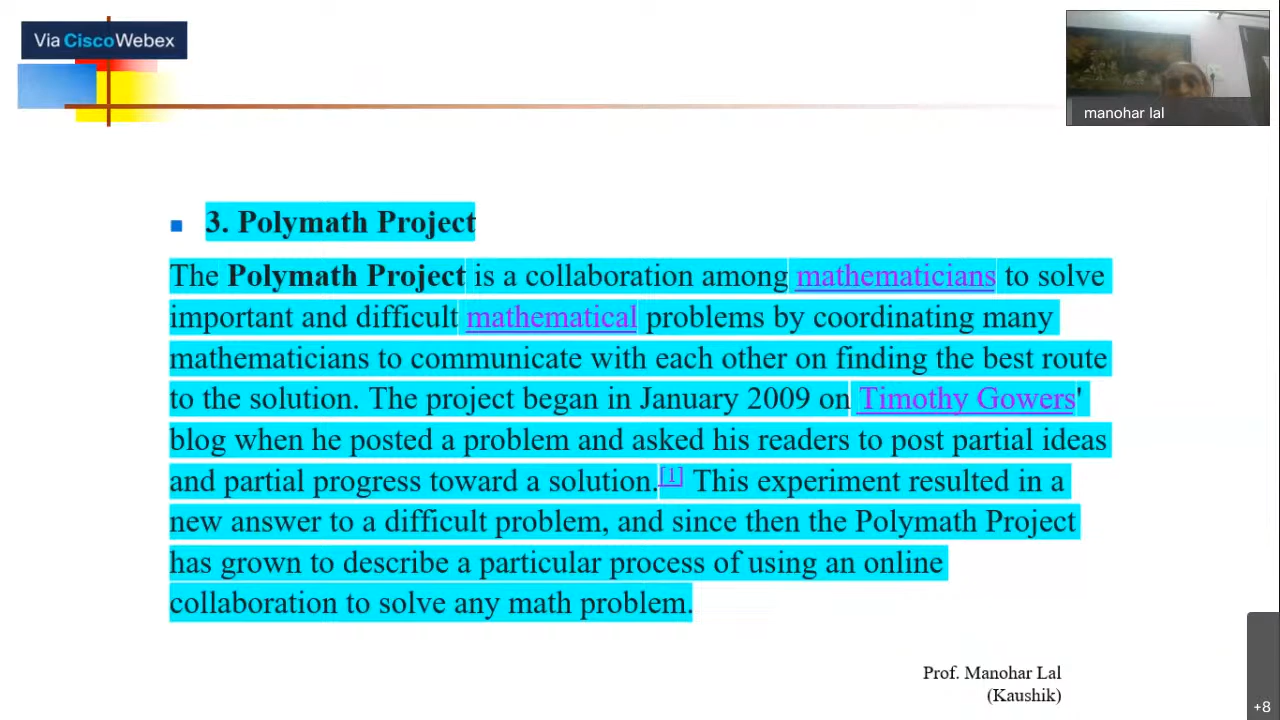 Via CiscoWebex
manohar lal
3. Polymath Project
The Polymath Project is a collaboration among mathematicians to solve
important and difficult mathematical problems by coordinating many
mathematicians to communicate with each other on finding the best route
to the solution. The project began in January 2009 on Timothy Gowers'
blog when he posted a problem and asked his readers to post partial ideas
and partial progress toward a solution.[1] This experiment resulted in a
new answer to a difficult problem, and since then the Polymath Project
has grown to describe a particular process of using an online
collaboration to solve any math problem.
Prof. Manohar Lal
(Kaushik)
+8